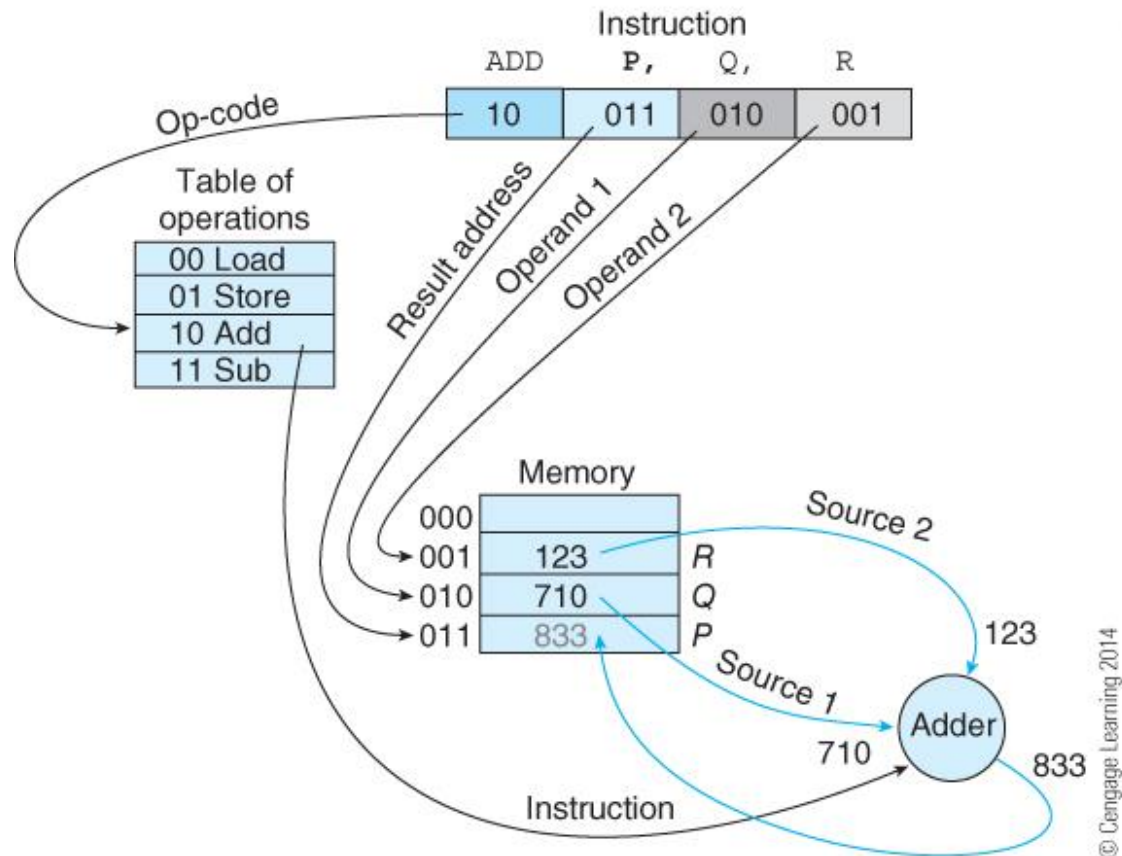 Instruction
ADD P, Q, R
10 011 010 001
Op-code
Result address
Operand 1
Operand 2
Table of
operations
00 Load
01 Store
10 Add
11 Sub
Memory
000
001 123 R
010 710 Q
011 833 P
Source 2
123
Source 1
710
Adder
833
Instruction
© Cengage Learning 2014